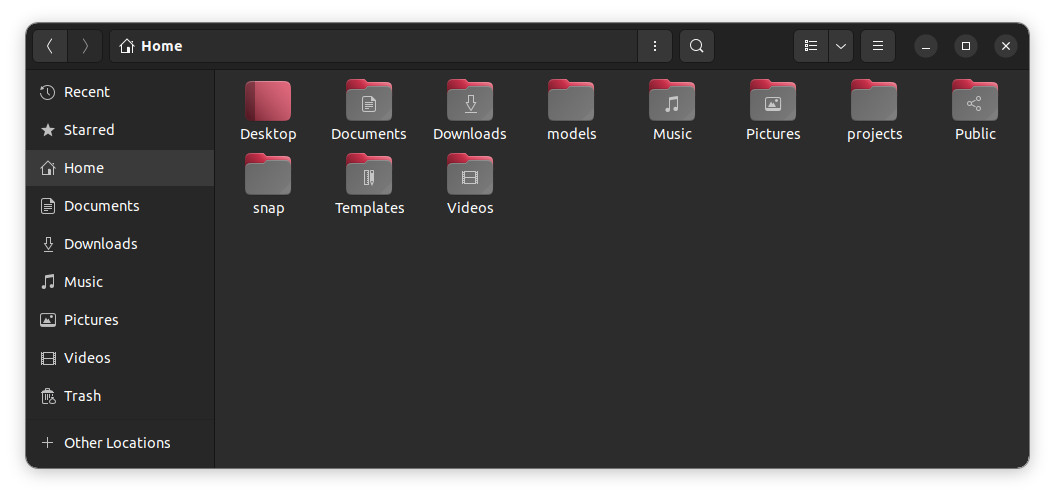 Home
Recent
Starred
Home
Documents
Downloads
Music
Pictures
Videos
Trash
Other Locations
Desktop Documents Downloads models Music Pictures projects Public
snap Templates Videos